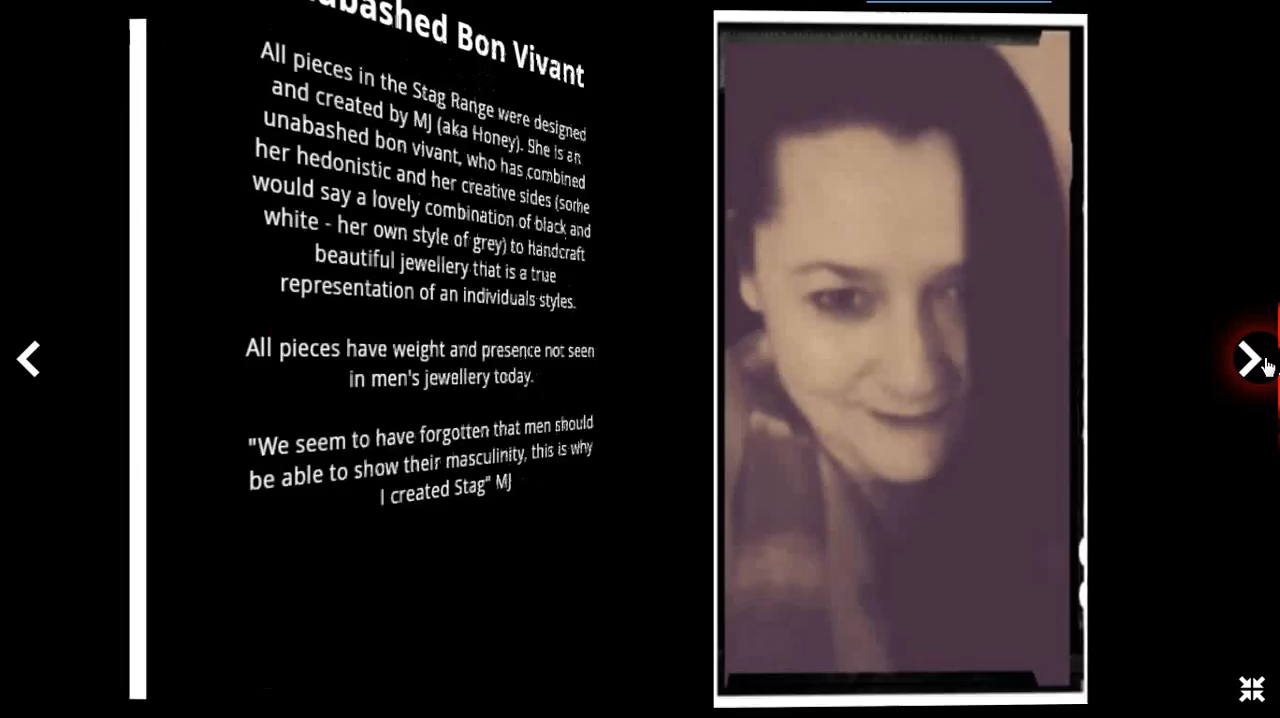 abashed Bon Vivant
All pieces in the Stag Range were designed
and created by MJ (aka Honey). She is an
unabashed bon vivant, who has combined
her hedonistic and her creative sides (some
would say a lovely combination of black and
white - her own style of grey) to handcraft
beautiful jewellery that is a true
representation of an individuals styles.
All pieces have weight and presence not seen
in men's jewellery today.
"We seem to have forgotten that men should
be able to show their masculinity, this is why
I created Stag" MJ